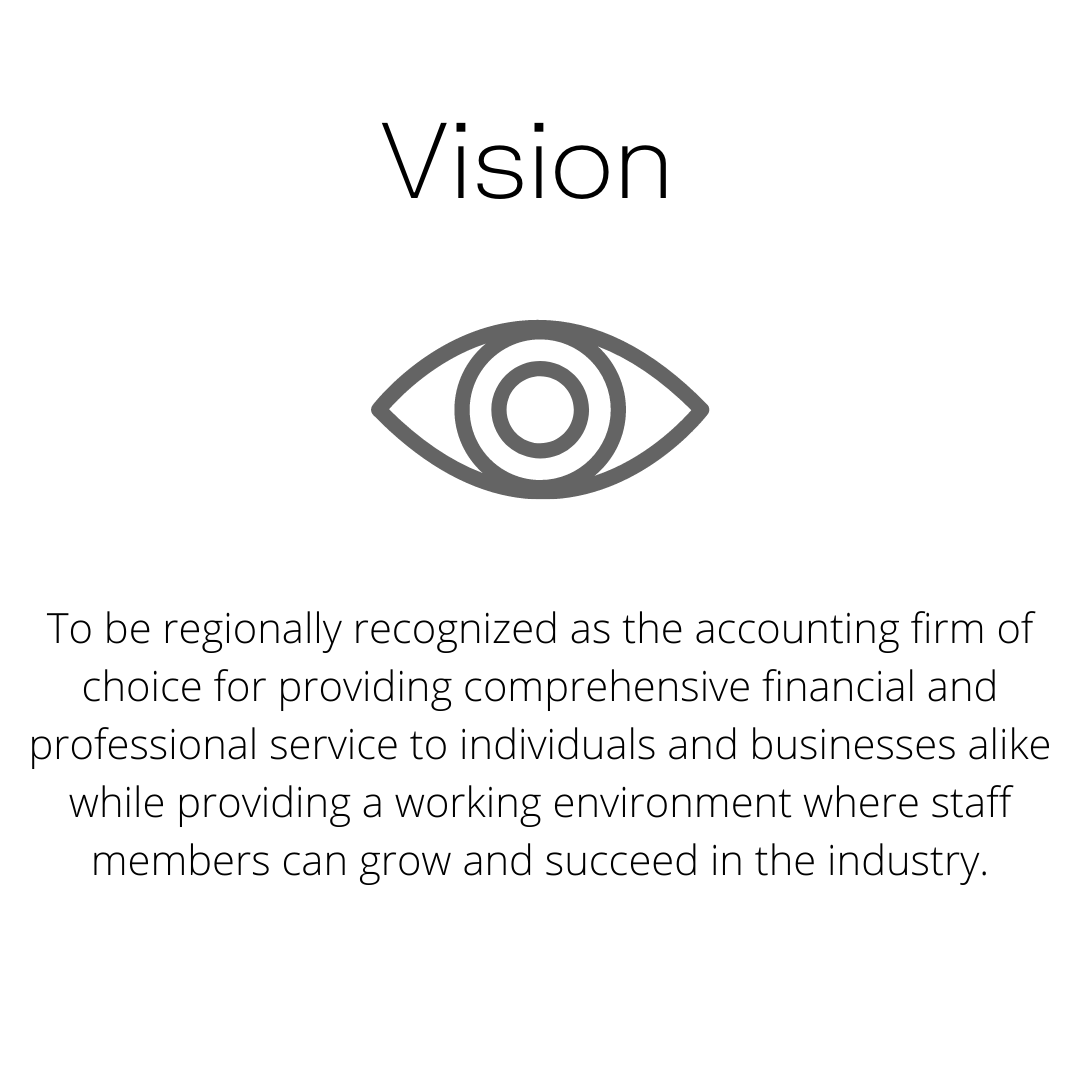 Vision
To be regionally recognized as the accounting firm of
choice for providing comprehensive financial and
professional service to individuals and businesses alike
while providing a working environment where staff
members can grow and succeed in the industry.